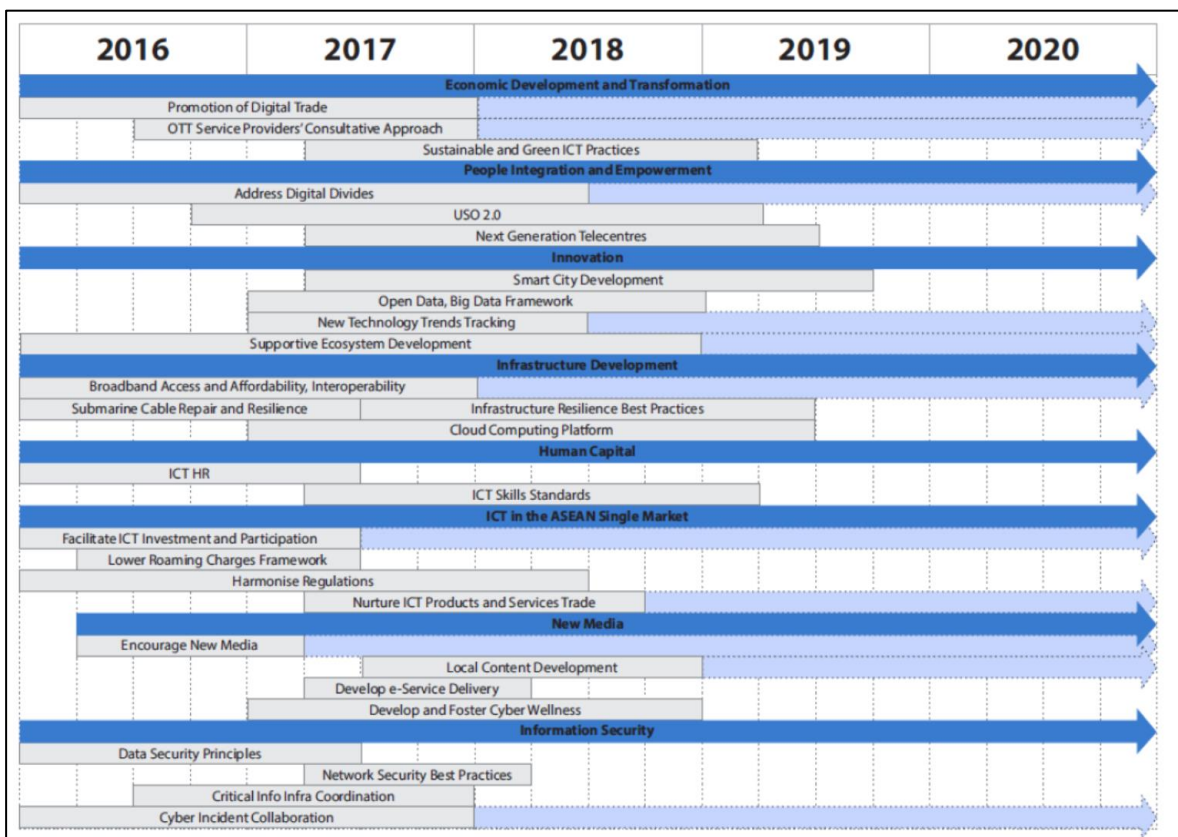 2016 2017 2018 2019 2020
Economic Development and Transformation
Promotion of Digital Trade
OTT Service Providers' Consultative Approach
Sustainable and Green ICT Practices
People Integration and Empowerment
Address Digital Divides
USO 2.0
Next Generation Telecentres
Innovation
Smart City Development
Open Data, Big Data Framework
New Technology Trends Tracking
Supportive Ecosystem Development
Infrastructure Development
Broadband Access and Affordability, Interoperability
Submarine Cable Repair and Resilience Infrastructure Resilience Best Practices
Cloud Computing Platform
Human Capital
ICT HR
ICT Skills Standards
ICT in the ASEAN Single Market
Facilitate ICT Investment and Participation
Lower Roaming Charges Framework
Harmonise Regulations
Nurture ICT Products and Services Trade
New Media
Encourage New Media
Local Content Development
Develop e-Service Delivery
Develop and Foster Cyber Wellness
Information Security
Data Security Principles
Network Security Best Practices
Critical Info Infra Coordination
Cyber Incident Collaboration